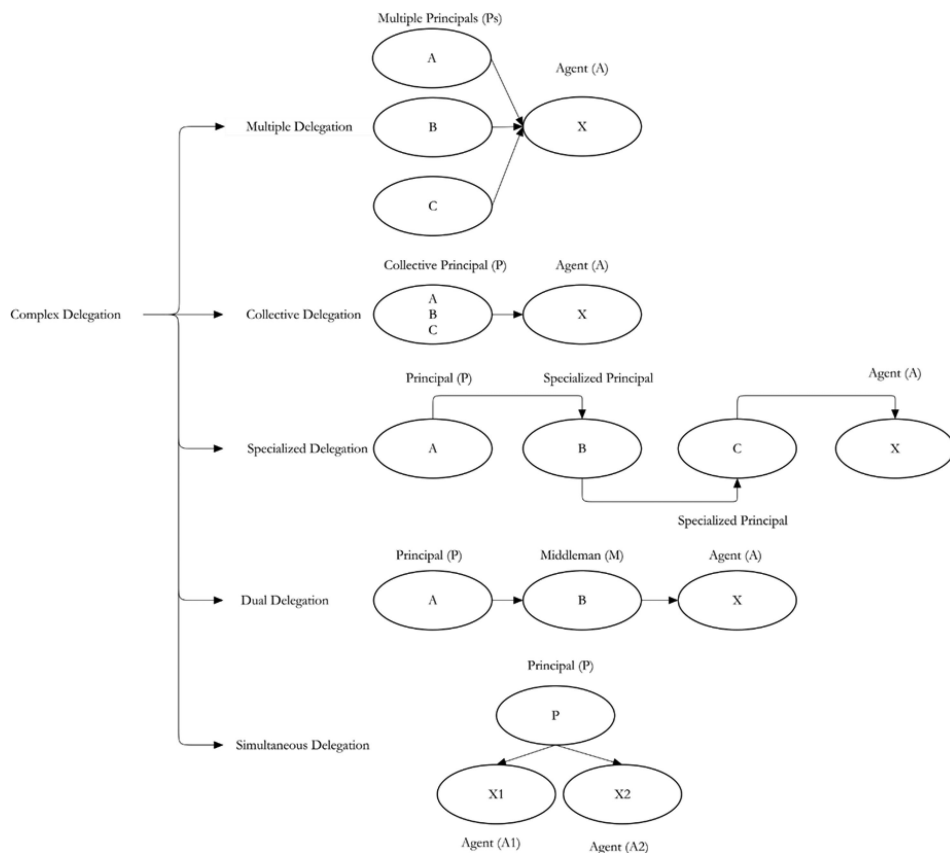 Multiple Principals (Ps)
A
Agent (A)
Multiple Delegation
B
X
C
Collective Principal (P)
Agent (A)
Complex Delegation
Collective Delegation
A
B
C
X
Principal (P)
Specialized Principal
Agent (A)
Specialized Delegation
A
B
C
X
Specialized Principal
Principal (P)
Middleman (M)
Agent (A)
Dual Delegation
A
B
X
Principal (P)
P
Simultaneous Delegation
X1
X2
Agent (A1)
Agent (A2)